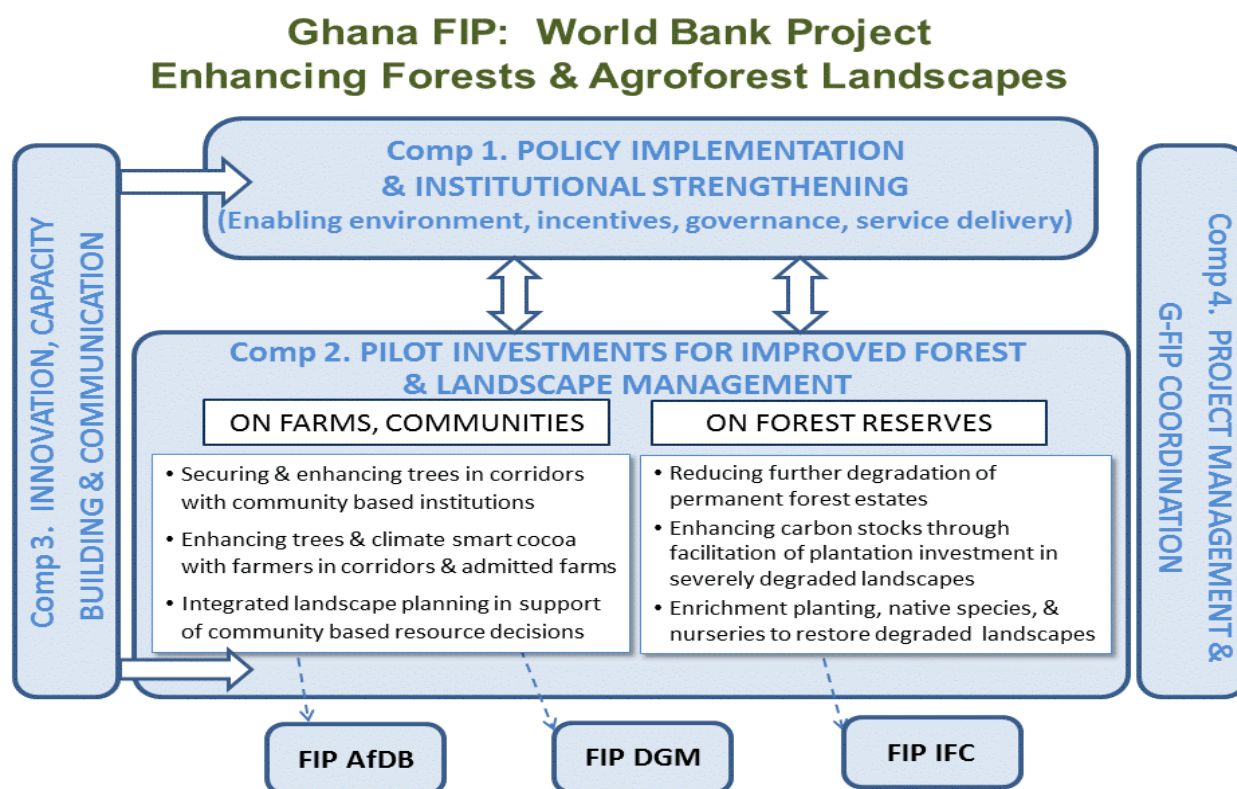 Ghana FIP: World Bank Project
Enhancing Forests & Agroforest Landscapes
Comp 3. INNOVATION, CAPACITY
BUILDING & COMMUNICATION
Comp 1. POLICY IMPLEMENTATION
& INSTITUTIONAL STRENGTHENING
(Enabling environment, incentives, governance, service delivery)
Comp 2. PILOT INVESTMENTS FOR IMPROVED FOREST
& LANDSCAPE MANAGEMENT
ON FARMS, COMMUNITIES
• Securing & enhancing trees in corridors
with community based institutions
• Enhancing trees & climate smart cocoa
with farmers in corridors & admitted farms
• Integrated landscape planning in support
of community based resource decisions
ON FOREST RESERVES
• Reducing further degradation of
permanent forest estates
• Enhancing carbon stocks through
facilitation of plantation investment in
severely degraded landscapes
• Enrichment planting, native species, &
nurseries to restore degraded landscapes
Comp 4. PROJECT MANAGEMENT &
G-FIP COORDINATION
FIP AfDB
FIP DGM
FIP IFC